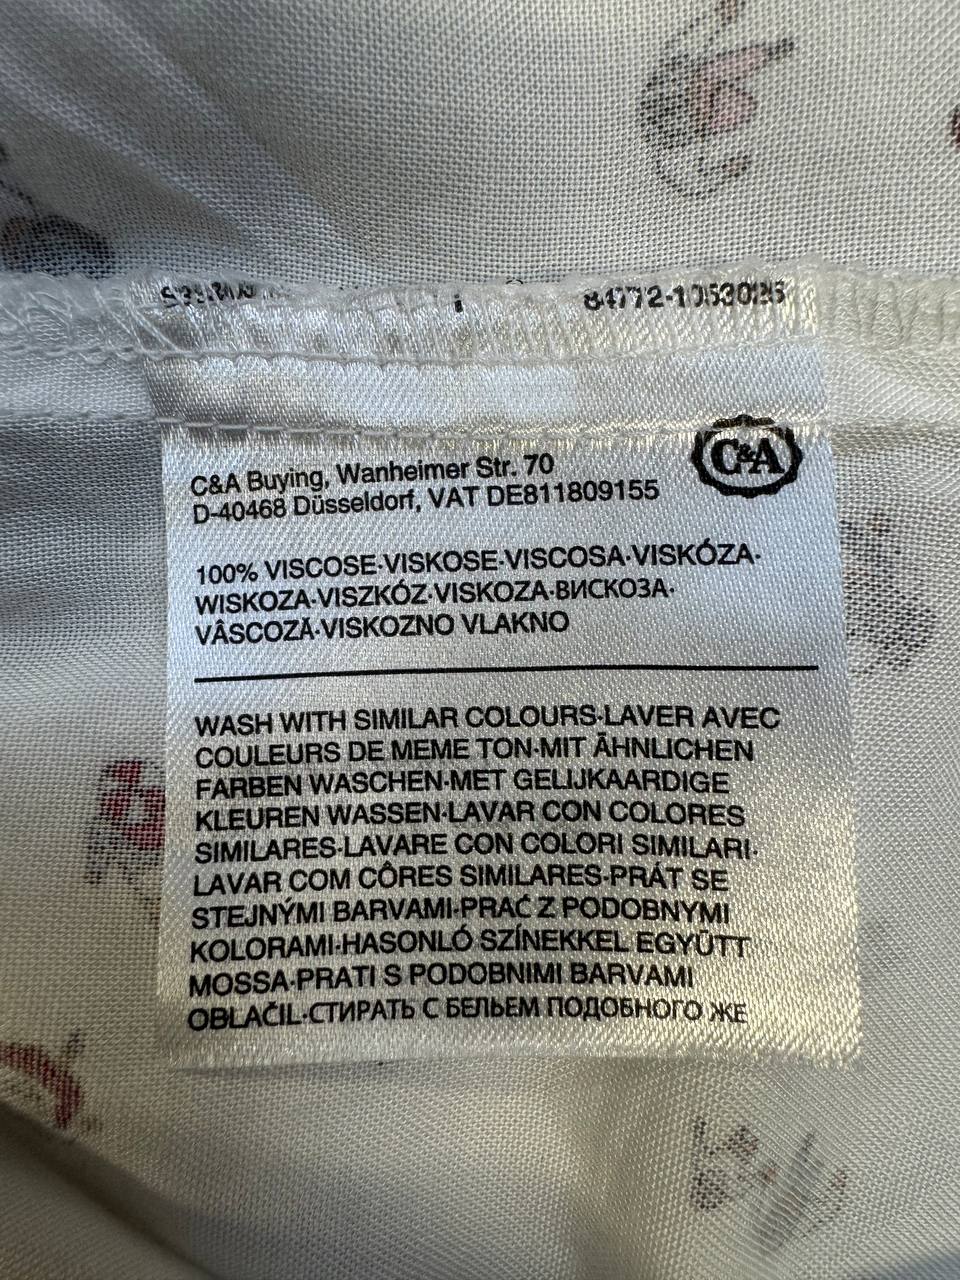 84772-1053025
C&A
C&A Buying, Wanheimer Str. 70
D-40468 Düsseldorf, VAT DE811809155
100% VISCOSE·VISKOSE·VISCOSA·VISKÓZA·
WISKOZA·VISZKÓZ·VISKOZA·ВИСКОЗА·
VÂSCOZĂ·VISKOZNO VLAKNO
WASH WITH SIMILAR COLOURS·LAVER AVEC
COULEURS DE MEME TON·MIT ÄHNLICHEN
FARBEN WASCHEN·MET GELIJKAARDIGE
KLEUREN WASSEN·LAVAR CON COLORES
SIMILARES·LAVARE CON COLORI SIMILARI·
LAVAR COM CÔRES SIMILARES·PRÁT SE
STEJNÝMI BARVAMI·PRAĆ Z PODOBNYMI
KOLORAMI·HASONLÓ SZÍNEKKEL EGYÜTT
MOSSA·PRATI S PODOBNIMI BARVAMI
OBLAČIL·СТИРАТЬ С БЕЛЬЕМ ПОДОБНОГО ЖЕ